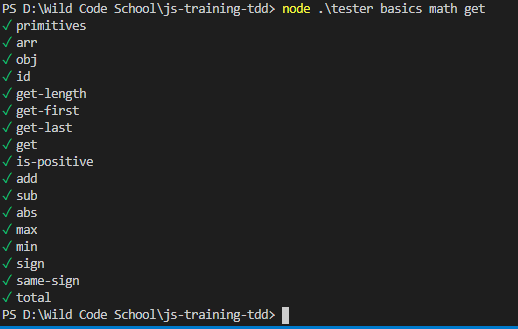 PS D:\Wild Code School\js-training-tdd> node .\tester basics math get
✓ primitives
✓ arr
✓ obj
✓ id
✓ get-length
✓ get-first
✓ get-last
✓ get
✓ is-positive
✓ add
✓ sub
✓ abs
✓ max
✓ min
✓ sign
✓ same-sign
✓ total
PS D:\Wild Code School\js-training-tdd>